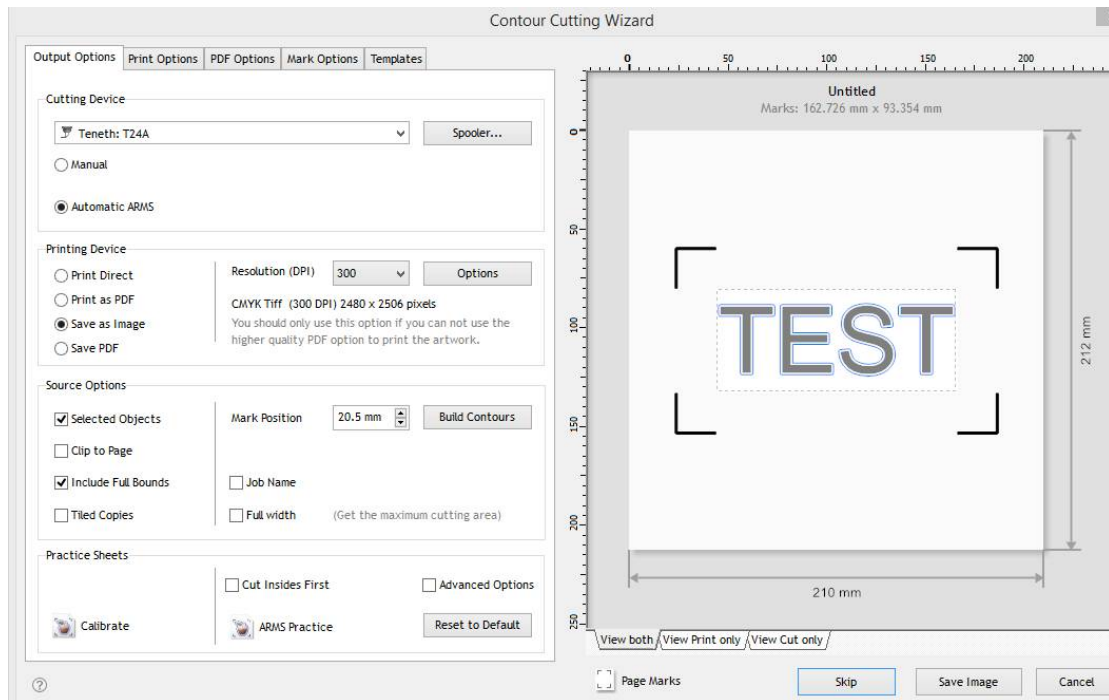 Contour Cutting Wizard
Output Options Print Options PDF Options Mark Options Templates
Cutting Device
Teneth: T24A Spooler...
Manual
Automatic ARMS
Printing Device
Print Direct
Print as PDF
Save as Image
Save PDF
Resolution (DPI) 300 Options
CMYK Tiff (300 DPI) 2480 x 2506 pixels
You should only use this option if you can not use the
higher quality PDF option to print the artwork.
Source Options
Selected Objects
Clip to Page
Include Full Bounds
Tiled Copies
Mark Position 20.5 mm Build Contours
Job Name
Full width (Get the maximum cutting area)
Practice Sheets
Cut Insides First Advanced Options
Calibrate ARMS Practice Reset to Default
0 50 100 150 200
Untitled
Marks: 162.726 mm x 93.354 mm
0
50
100
150
200
250
TEST
212 mm
210 mm
View both View Print only View Cut only
Page Marks Skip Save Image Cancel
?